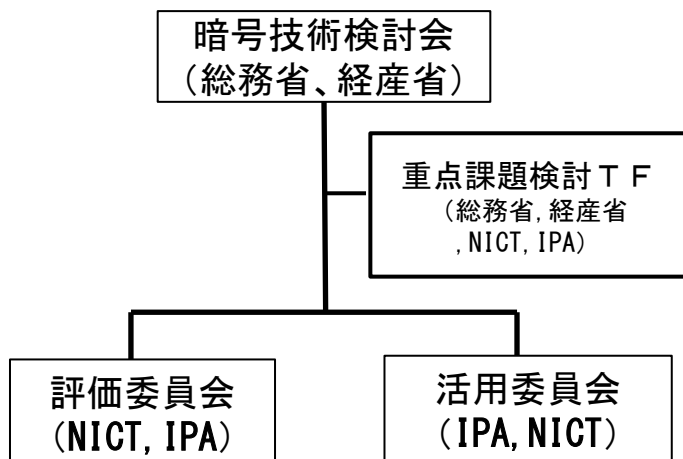 暗号技術検討会
(総務省、経産省)
重点課題検討ＴＦ
(総務省,経産省
,NICT,IPA)
評価委員会
(NICT,IPA)
活用委員会
(IPA,NICT)